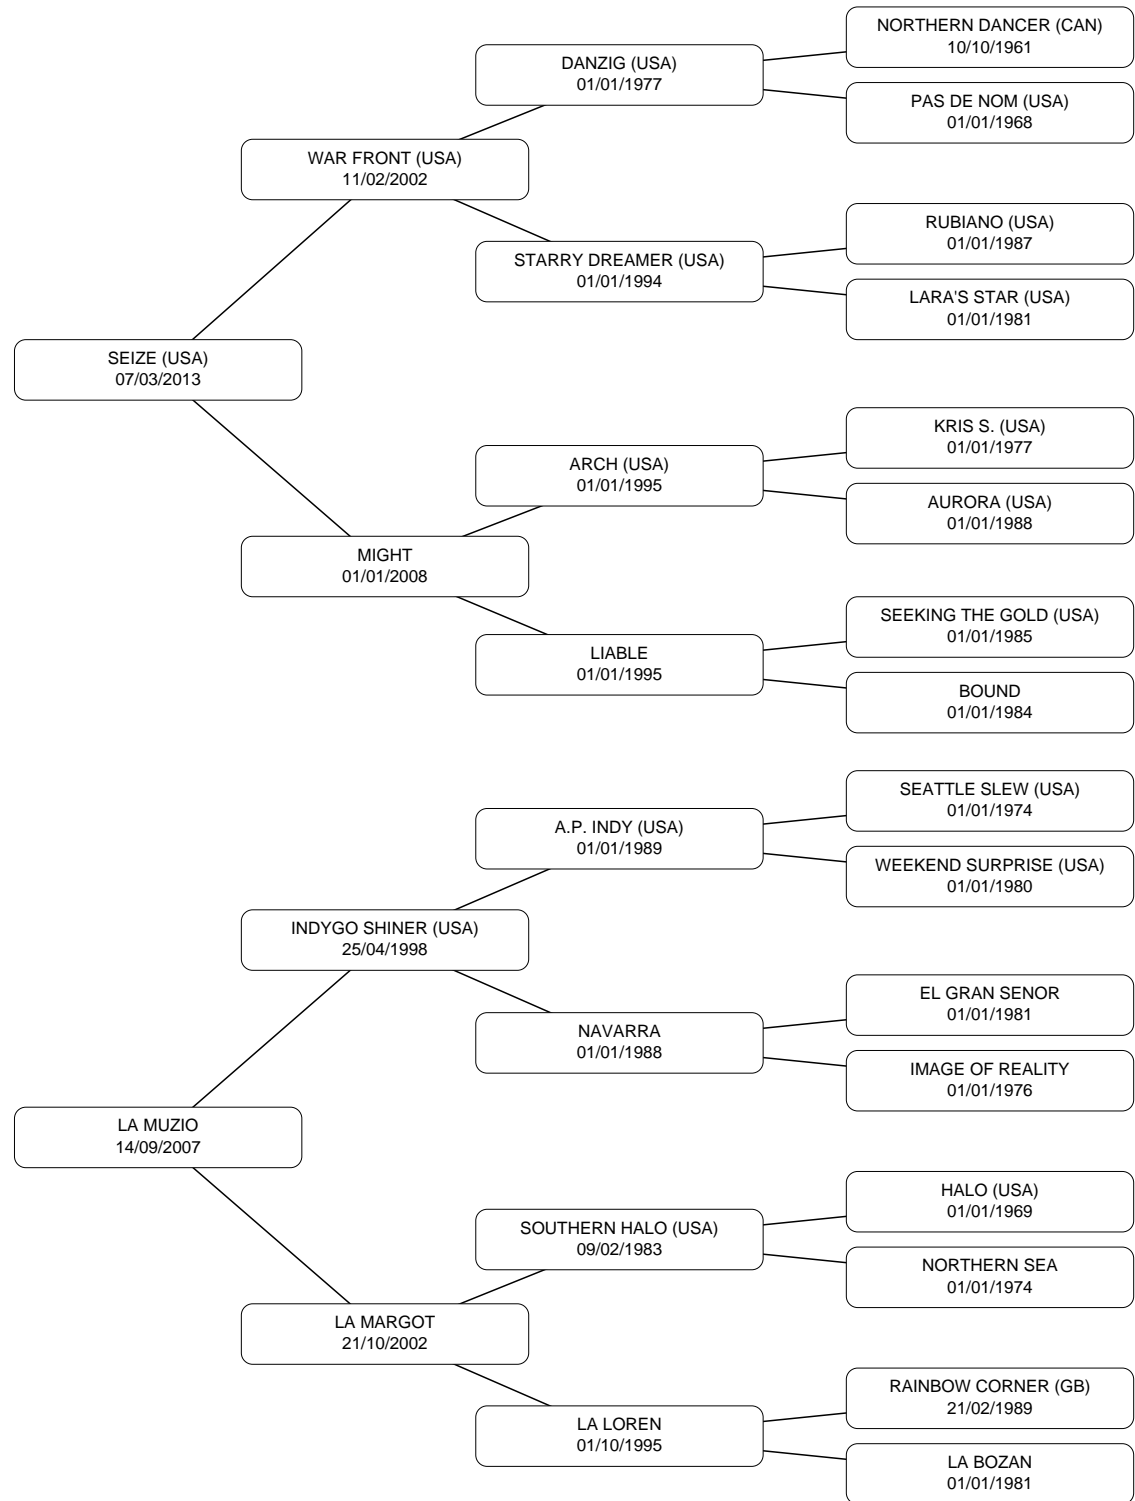 NORTHERN DANCER (CAN)
10/10/1961
DANZIG (USA)
01/01/1977
PAS DE NOM (USA)
01/01/1968
WAR FRONT (USA)
11/02/2002
RUBIANO (USA)
01/01/1987
STARRY DREAMER (USA)
01/01/1994
LARA'S STAR (USA)
01/01/1981
SEIZE (USA)
07/03/2013
KRIS S. (USA)
01/01/1977
ARCH (USA)
01/01/1995
AURORA (USA)
01/01/1988
MIGHT
01/01/2008
SEEKING THE GOLD (USA)
01/01/1985
LIABLE
01/01/1995
BOUND
01/01/1984
SEATTLE SLEW (USA)
01/01/1974
A.P. INDY (USA)
01/01/1989
WEEKEND SURPRISE (USA)
01/01/1980
INDYGO SHINER (USA)
25/04/1998
EL GRAN SENOR
01/01/1981
NAVARRA
01/01/1988
IMAGE OF REALITY
01/01/1976
LA MUZIO
14/09/2007
HALO (USA)
01/01/1969
SOUTHERN HALO (USA)
09/02/1983
NORTHERN SEA
01/01/1974
LA MARGOT
21/10/2002
RAINBOW CORNER (GB)
21/02/1989
LA LOREN
01/10/1995
LA BOZAN
01/01/1981